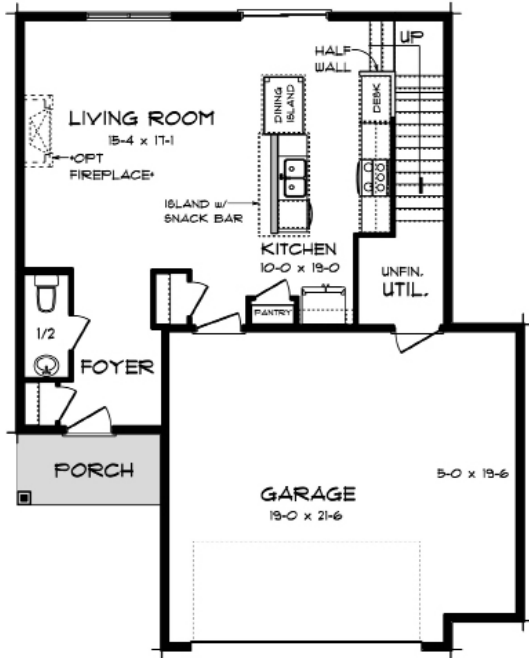 UP
HALF
WALL
DESK
DINING
ISLAND
LIVING ROOM
15-4 x 17-1
*OPT
FIREPLACE*
ISLAND w/
SNACK BAR
KITCHEN
10-0 x 19-0
UNFIN.
UTIL.
PANTRY
1/2
FOYER
PORCH
GARAGE
19-0 x 21-6
5-0 x 19-6